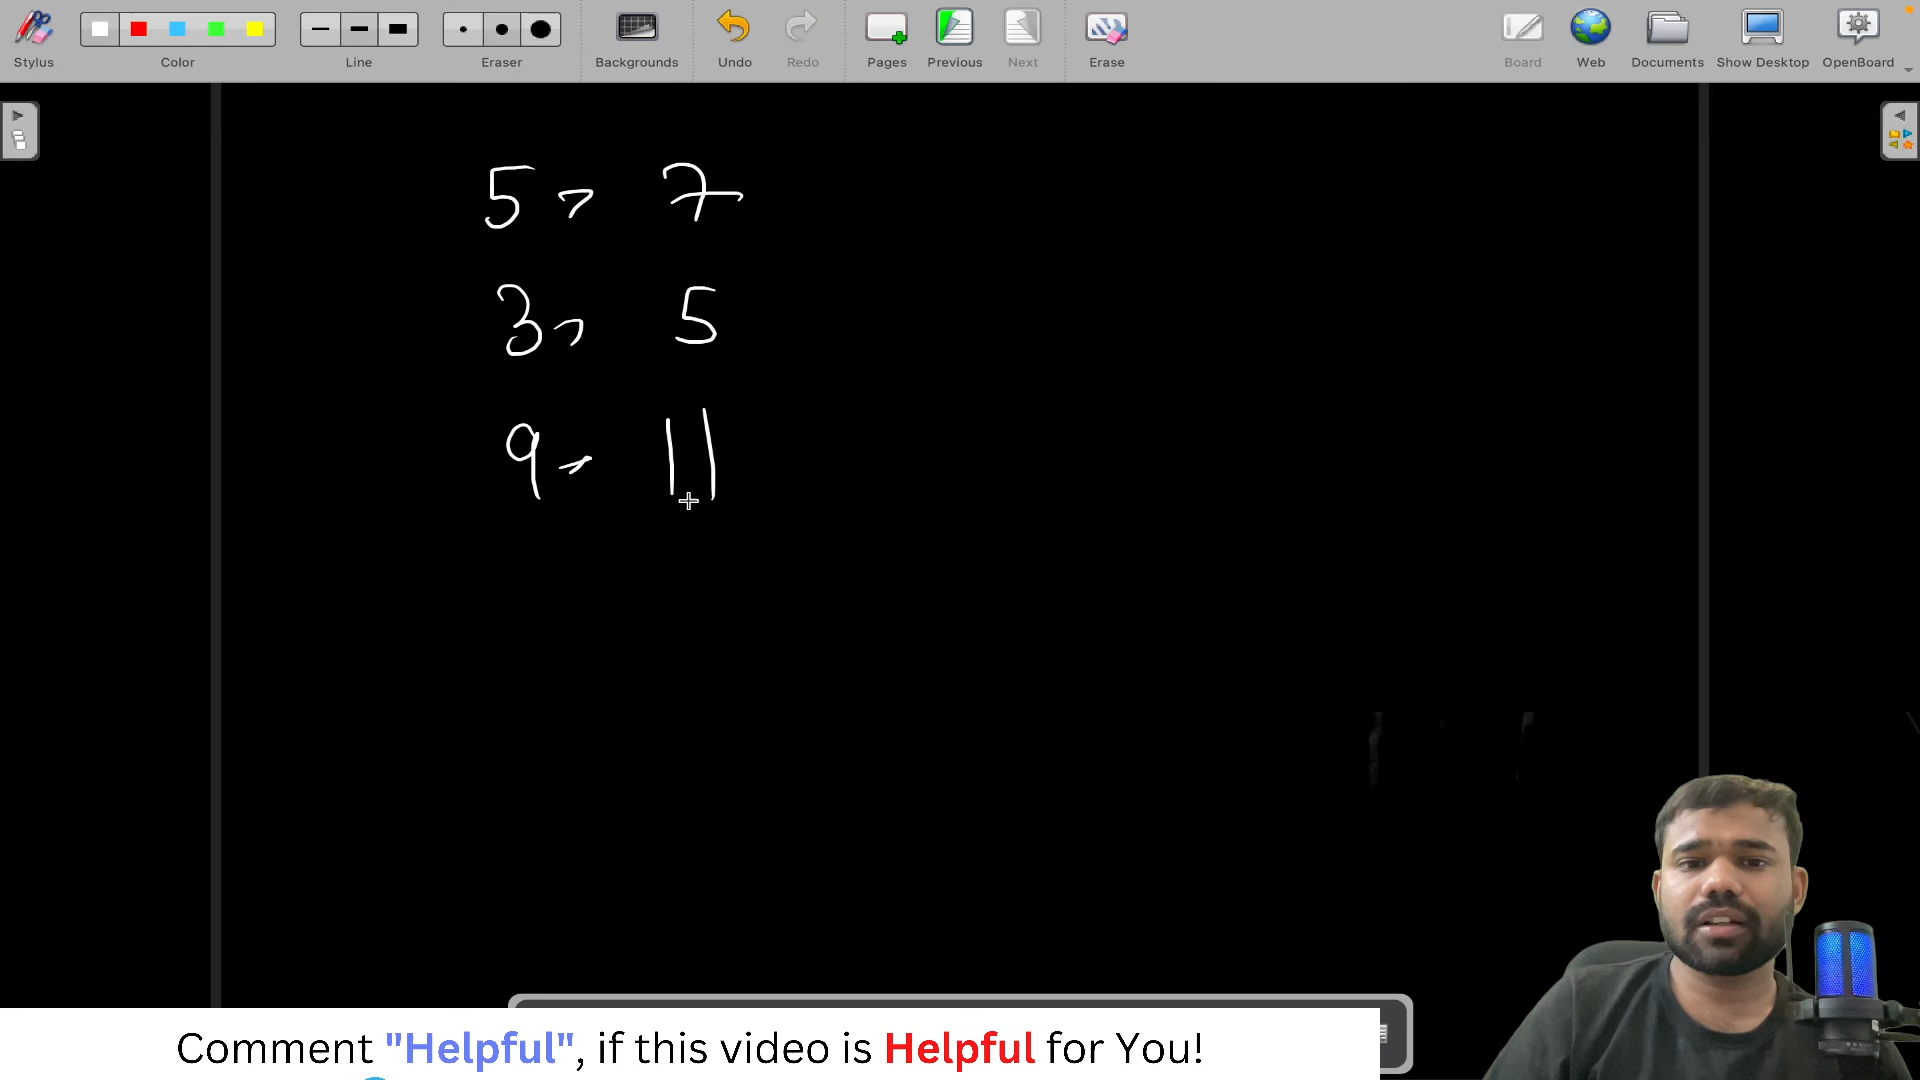 Stylus Color Line Eraser Backgrounds Undo Redo Pages Previous Next Erase Board Web Documents Show Desktop OpenBoard
5, 7
3, 5
9, 11
Comment "Helpful", if this video is Helpful for You!